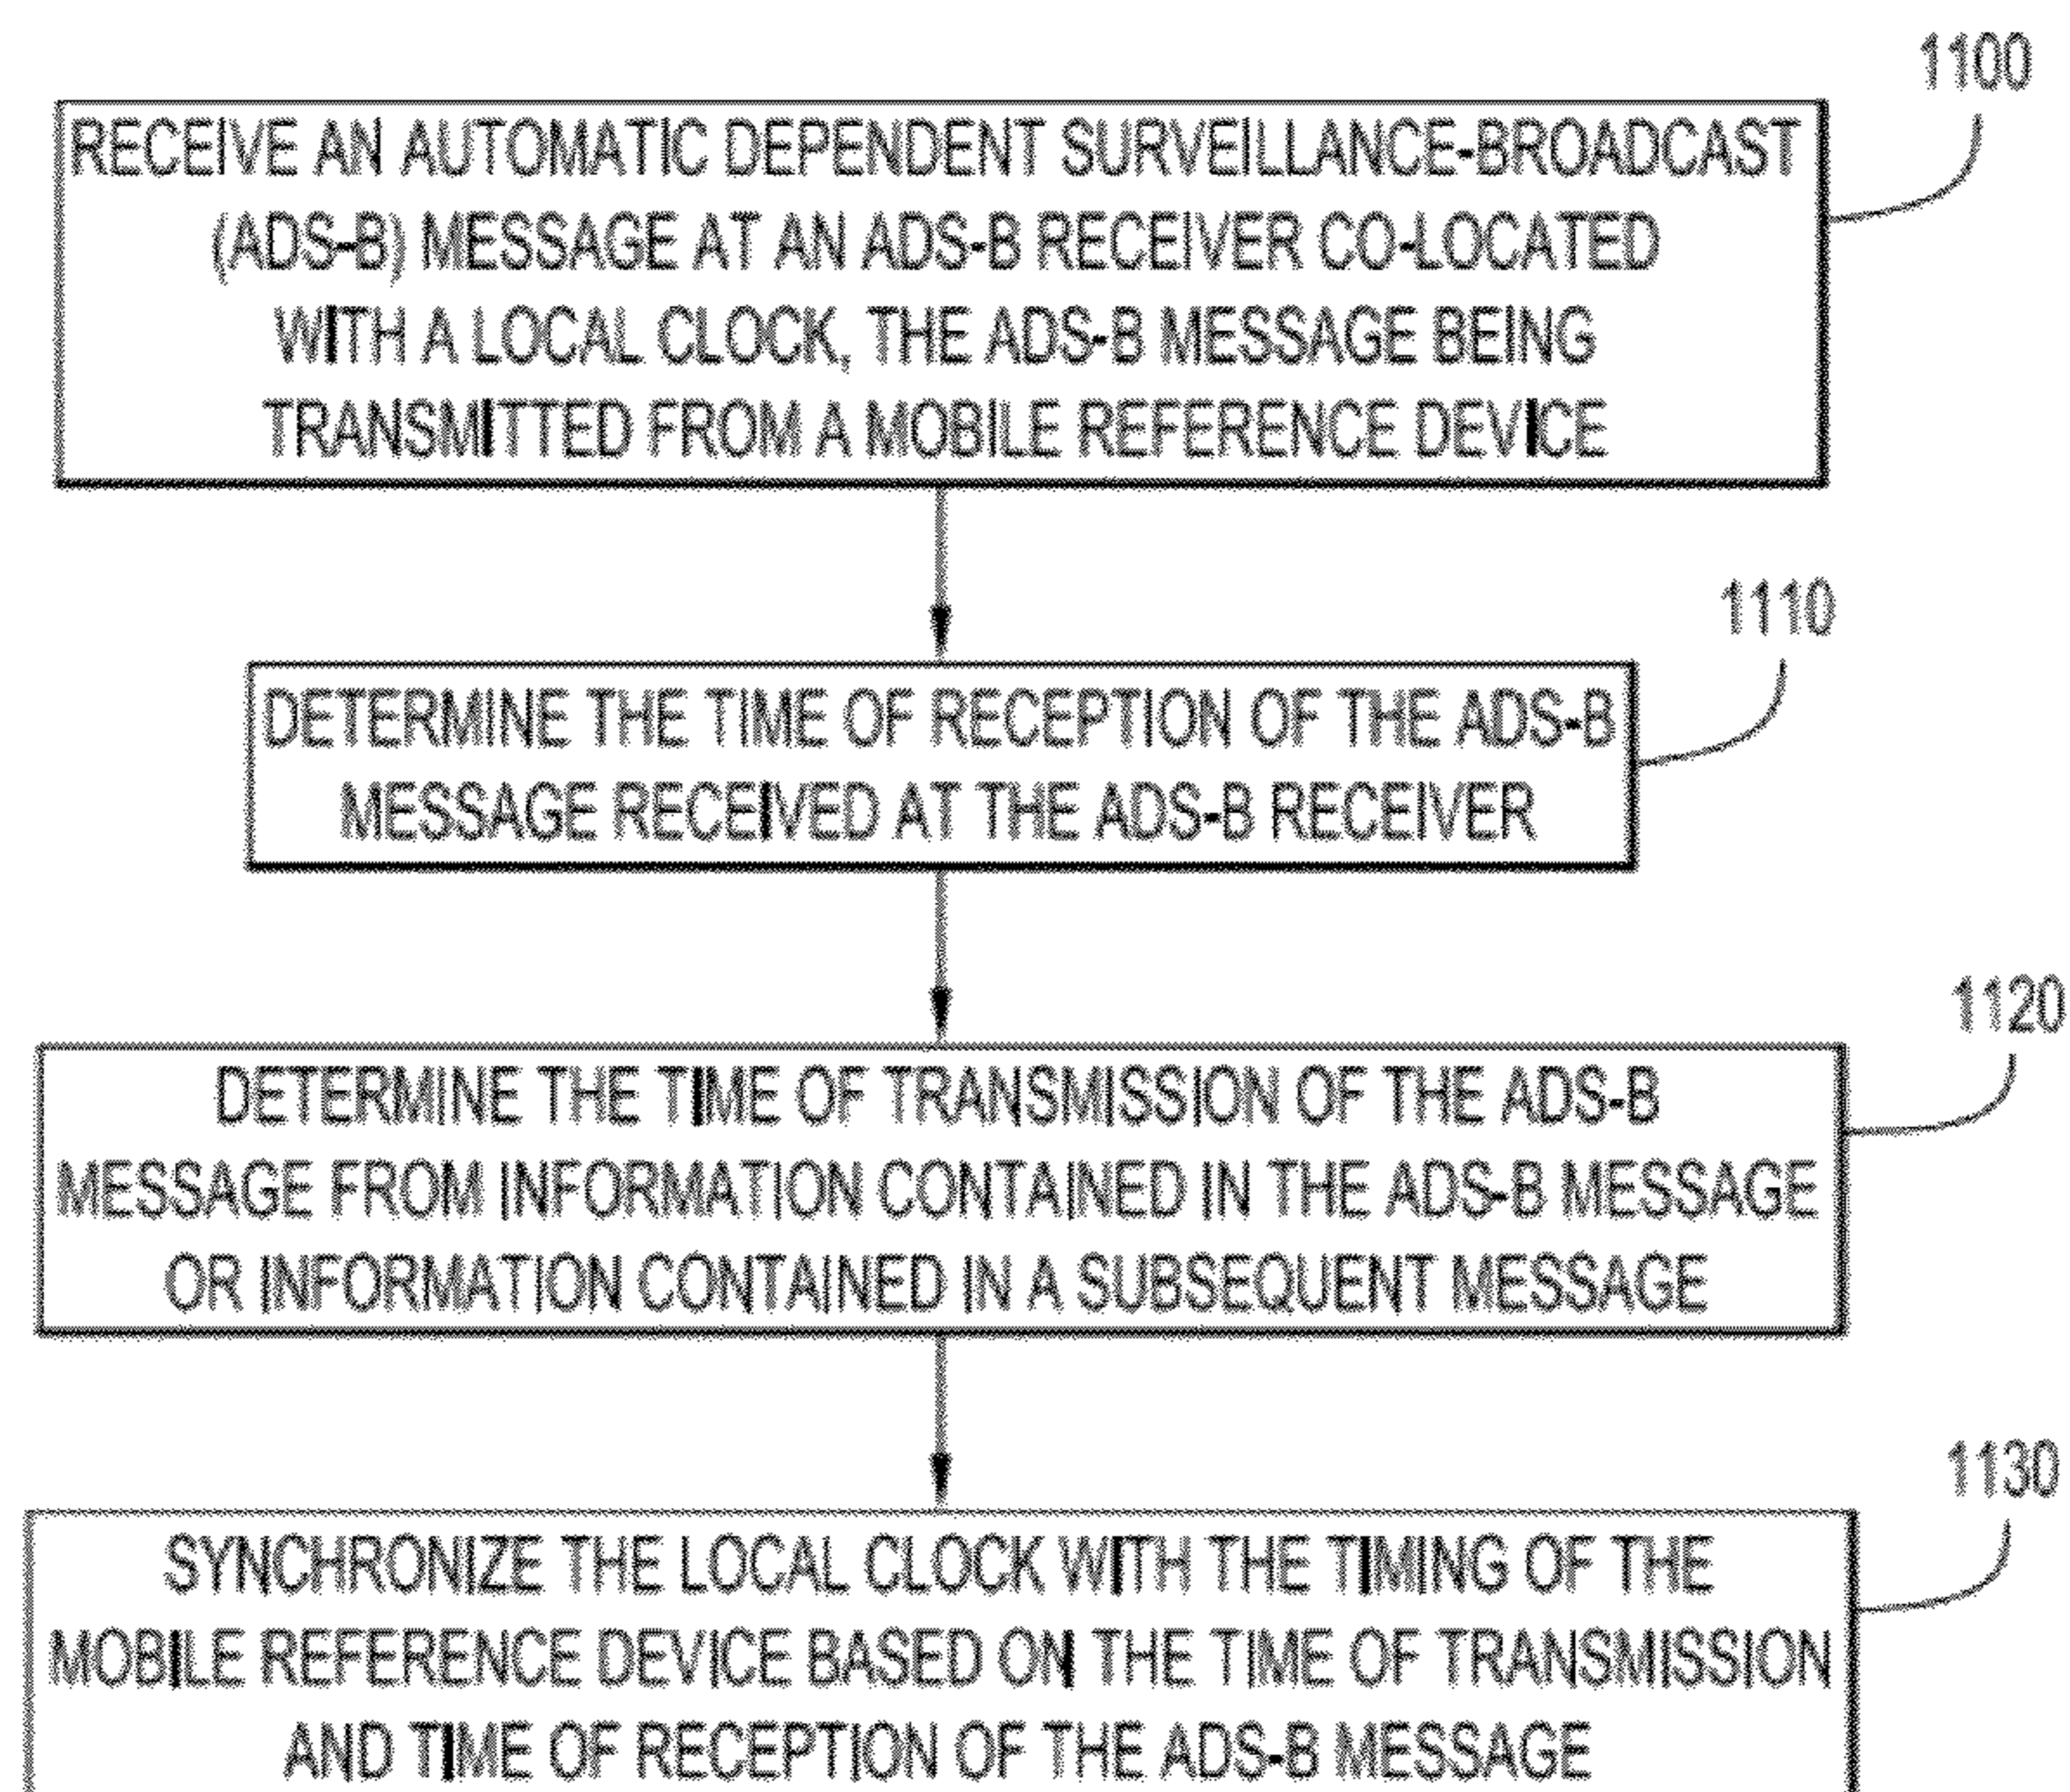 1100
RECEIVE AN AUTOMATIC DEPENDENT SURVEILLANCE-BROADCAST
(ADS-B) MESSAGE AT AN ADS-B RECEIVER CO-LOCATED
WITH A LOCAL CLOCK, THE ADS-B MESSAGE BEING
TRANSMITTED FROM A MOBILE REFERENCE DEVICE
1110
DETERMINE THE TIME OF RECEPTION OF THE ADS-B
MESSAGE RECEIVED AT THE ADS-B RECEIVER
1120
DETERMINE THE TIME OF TRANSMISSION OF THE ADS-B
MESSAGE FROM INFORMATION CONTAINED IN THE ADS-B MESSAGE
OR INFORMATION CONTAINED IN A SUBSEQUENT MESSAGE
1130
SYNCHRONIZE THE LOCAL CLOCK WITH THE TIMING OF THE
MOBILE REFERENCE DEVICE BASED ON THE TIME OF TRANSMISSION
AND TIME OF RECEPTION OF THE ADS-B MESSAGE